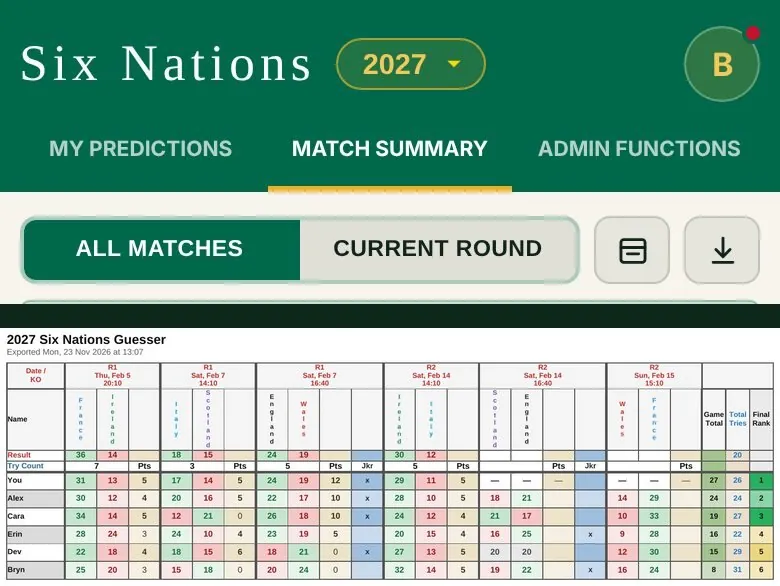 Six Nations 2027 B
MY PREDICTIONS MATCH SUMMARY ADMIN FUNCTIONS
ALL MATCHES CURRENT ROUND
2027 Six Nations Guesser
Exported Mon, 23 Nov 2026 at 13:07
Date / KO R1 Thu, Feb 5 20:10 R1 Sat, Feb 7 14:10 R1 Sat, Feb 7 16:40 R2 Sat, Feb 14 14:10 R2 Sat, Feb 14 16:40 R2 Sun, Feb 15 15:10
Name France Ireland Italy Scotland England Wales Ireland Italy Scotland England Wales France Game Total Total Tries Final Rank
Result 36 14 18 15 24 19 30 12 20
Try Count 7 Pts 3 Pts 5 Pts Jkr 5 Pts Pts Jkr Pts
You 31 13 5 17 14 5 24 19 12 x 29 11 5 — — — — — — 27 26 1
Alex 30 12 4 20 16 5 22 17 10 x 28 10 5 18 21 14 29 24 24 2
Cara 34 14 5 12 21 0 26 18 10 x 24 12 4 21 17 10 33 19 27 3
Erin 28 24 3 24 10 4 23 9 5 20 15 4 16 25 x 9 28 16 22 4
Dev 22 18 4 18 15 6 18 21 0 x 27 13 5 20 20 12 30 15 29 5
Bryn 25 20 3 15 18 0 24 18 5 32 14 5 19 22 x 16 24 8 31 6